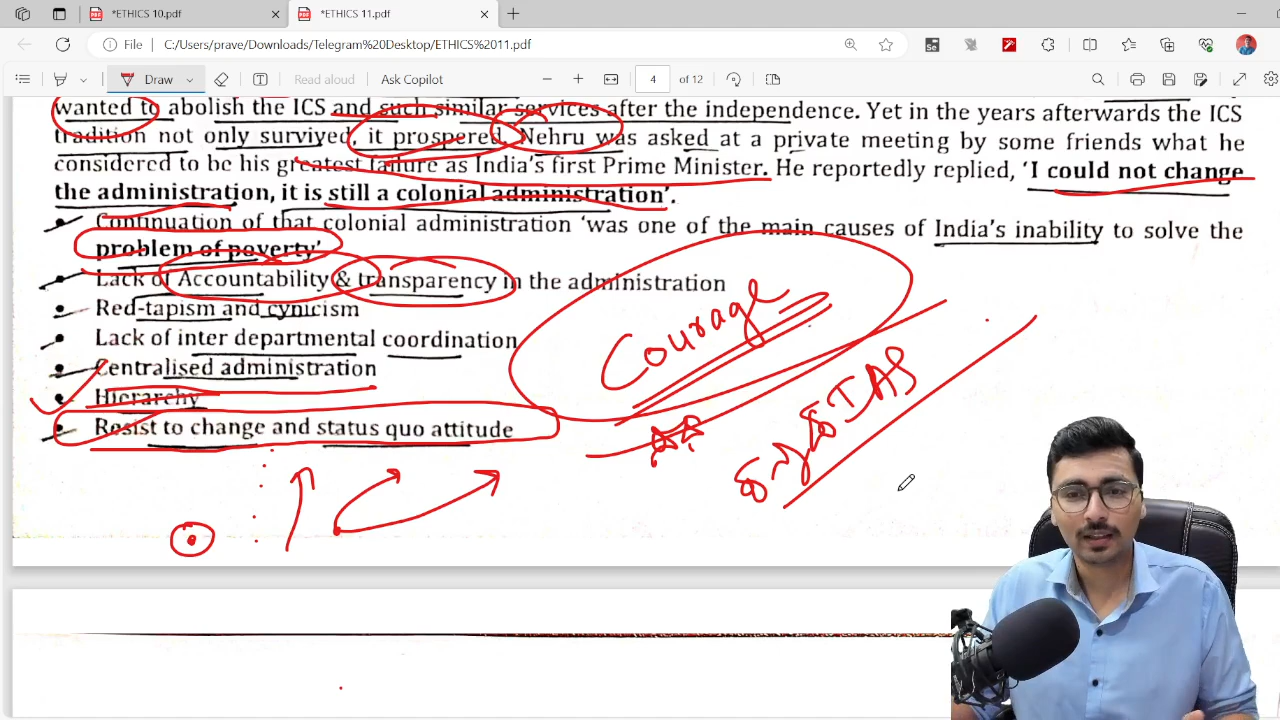 *ETHICS 10.pdf
*ETHICS 11.pdf
File C:/Users/prave/Downloads/Telegram%20Desktop/ETHICS%2011.pdf
Draw Read aloud Ask Copilot 4 of 12
wanted to abolish the ICS and such similar services after the independence. Yet in the years afterwards the ICS
tradition not only survived, it prospered. Nehru was asked at a private meeting by some friends what he
considered to be his greatest failure as India's first Prime Minister. He reportedly replied, 'I could not change
the administration, it is still a colonial administration'.
• Continuation of that colonial administration 'was one of the main causes of India's inability to solve the
problem of poverty'
• Lack of Accountability & transparency in the administration
• Red-tapism and cynicism
• Lack of inter departmental coordination
• Centralised administration
• Hierarchy
• Resist to change and status quo attitude
Courage
IAS